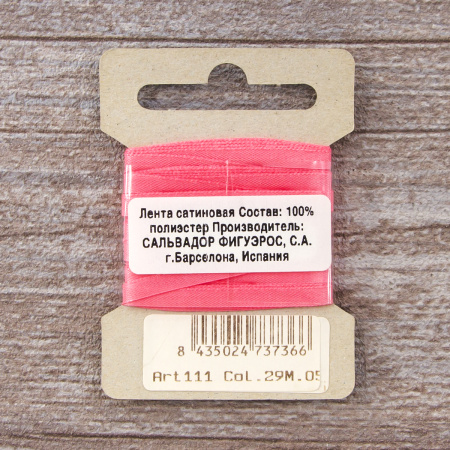 Лента сатиновая Состав: 100%
полиэстер Производитель:
САЛЬВАДОР ФИГУЭРОС, С.А.
г.Барселона, Испания
8 435024 737366
Art111 Col.29M.05